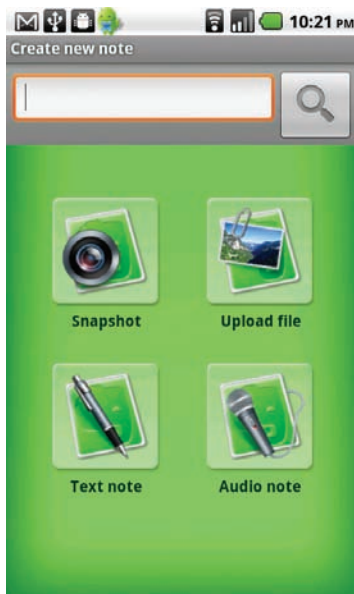 10:21 PM
Create new note
Snapshot
Upload file
Text note
Audio note